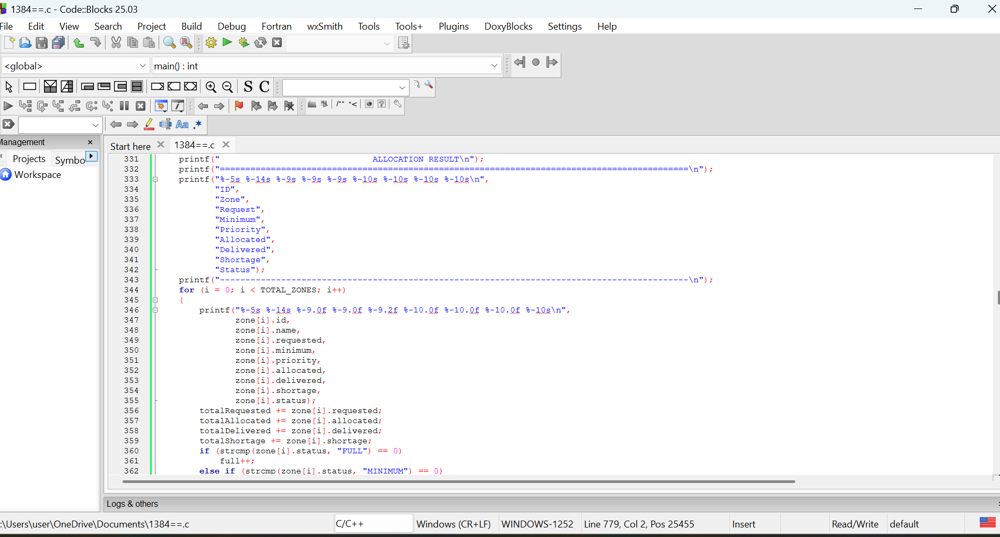 1384==.c - Code::Blocks 25.03
File Edit View Search Project Build Debug Fortran wxSmith Tools Tools+ Plugins DoxyBlocks Settings Help
<global> main() : int
S C
/** *<
Aa .*
Management
Start here 1384==.c
Projects Symbo
Workspace
331 printf("                              ALLOCATION RESULT\n");
332 printf("============================================================================================\n");
333 printf("%-5s %-14s %-9s %-9s %-9s %-10s %-10s %-10s %-10s\n",
334 "ID",
335 "Zone",
336 "Request",
337 "Minimum",
338 "Priority",
339 "Allocated",
340 "Delivered",
341 "Shortage",
342 "Status");
343 printf("--------------------------------------------------------------------------------------------\n");
344 for (i = 0; i < TOTAL_ZONES; i++)
345 {
346 printf("%-5s %-14s %-9.0f %-9.0f %-9.2f %-10.0f %-10.0f %-10.0f %-10s\n",
347 zone[i].id,
348 zone[i].name,
349 zone[i].requested,
350 zone[i].minimum,
351 zone[i].priority,
352 zone[i].allocated,
353 zone[i].delivered,
354 zone[i].shortage,
355 zone[i].status);
356 totalRequested += zone[i].requested;
357 totalAllocated += zone[i].allocated;
358 totalDelivered += zone[i].delivered;
359 totalShortage += zone[i].shortage;
360 if (strcmp(zone[i].status, "FULL") == 0)
361 full++;
362 else if (strcmp(zone[i].status, "MINIMUM") == 0)
Logs & others
:\Users\user\OneDrive\Documents\1384==.c C/C++ Windows (CR+LF) WINDOWS-1252 Line 779, Col 2, Pos 25455 Insert Read/Write default